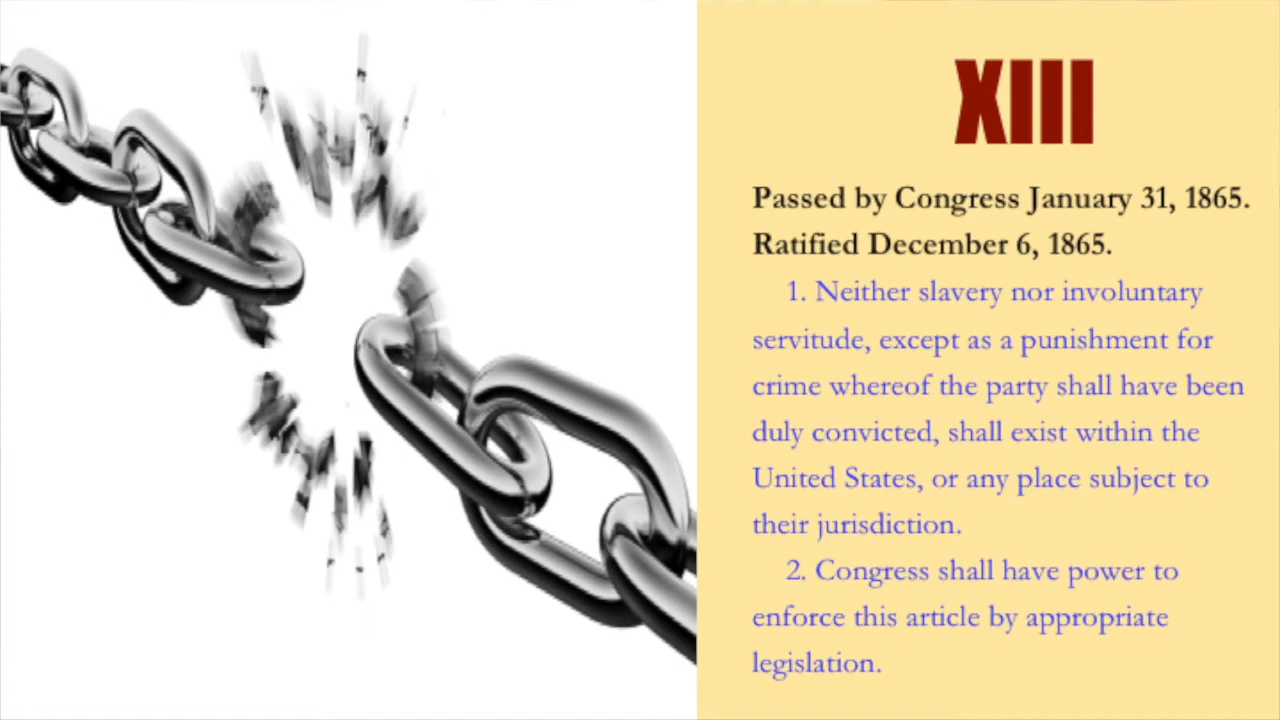 XIII
Passed by Congress January 31, 1865.
Ratified December 6, 1865.
1. Neither slavery nor involuntary
servitude, except as a punishment for
crime whereof the party shall have been
duly convicted, shall exist within the
United States, or any place subject to
their jurisdiction.
2. Congress shall have power to
enforce this article by appropriate
legislation.